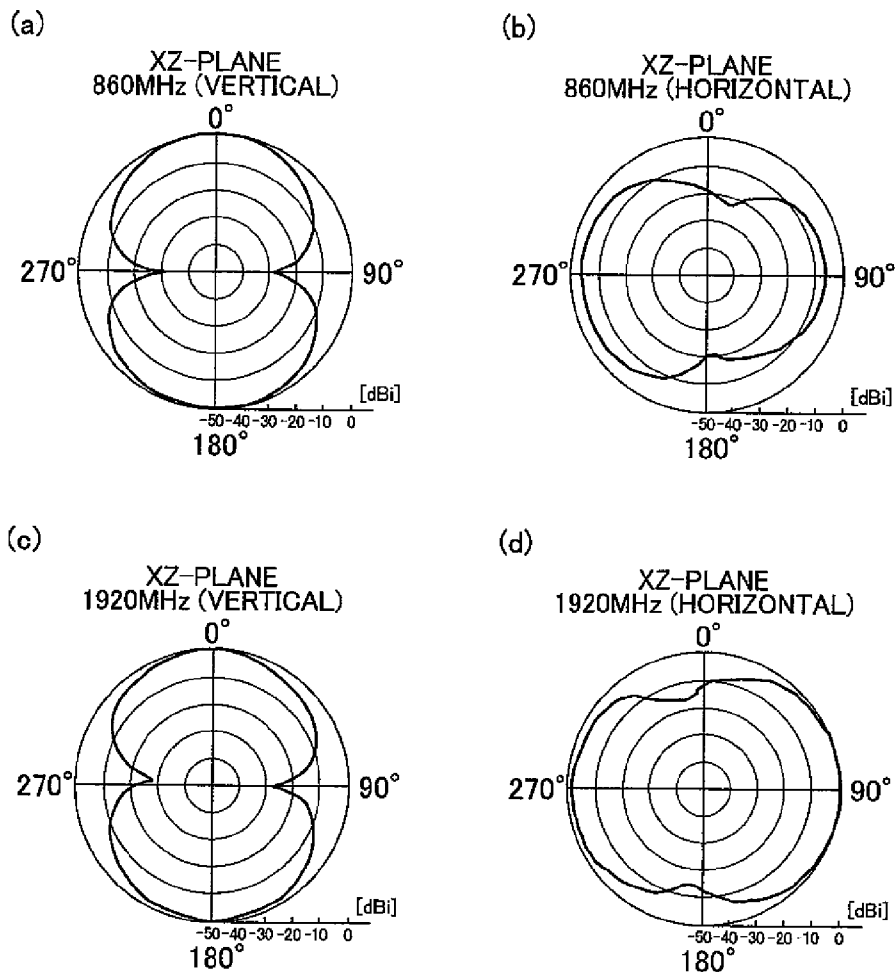 (a)
XZ-PLANE
860MHz (VERTICAL)
0°
270°
90°
[dBi]
-50 -40 -30 -20 -10 0
180°
(b)
XZ-PLANE
860MHz (HORIZONTAL)
0°
270°
90°
[dBi]
-50 -40 -30 -20 -10 0
180°
(c)
XZ-PLANE
1920MHz (VERTICAL)
0°
270°
90°
[dBi]
-50 -40 -30 -20 -10 0
180°
(d)
XZ-PLANE
1920MHz (HORIZONTAL)
0°
270°
90°
[dBi]
-50 -40 -30 -20 -10 0
180°